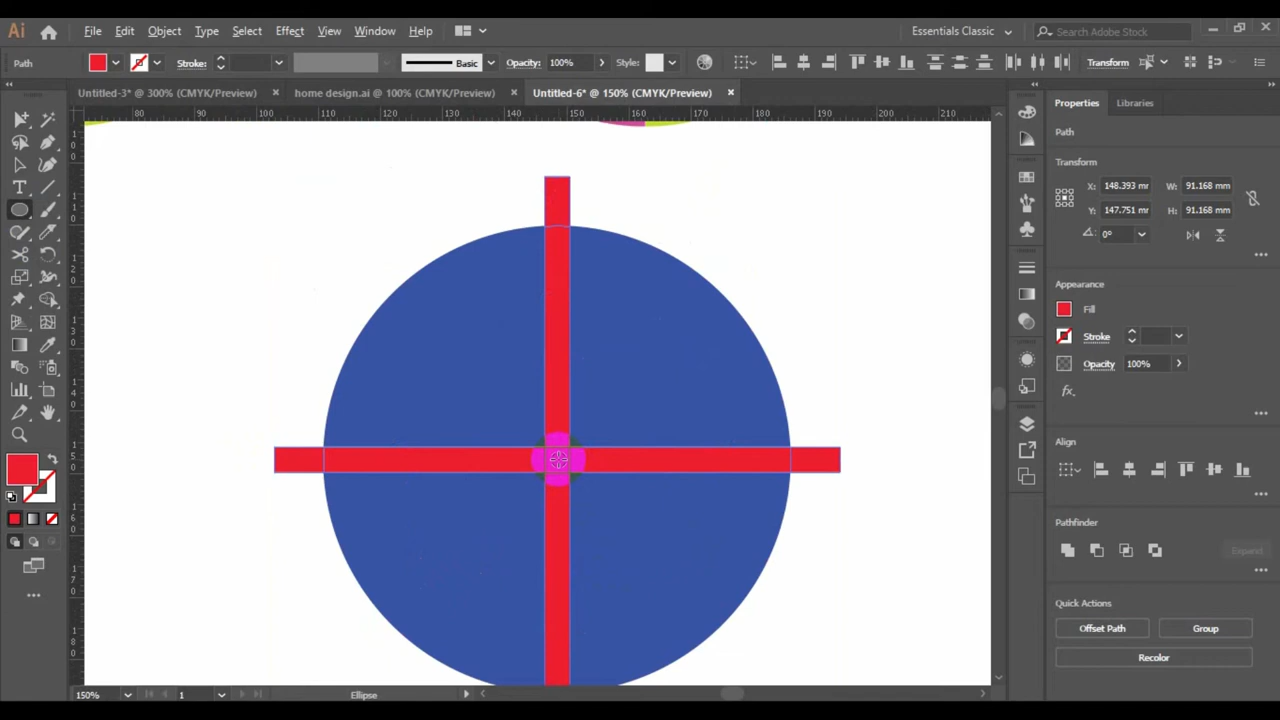 Ai File Edit Object Type Select Effect View Window Help Essentials Classic Search Adobe Stock
Path Stroke: Basic Opacity: 100% Style: Transform
Untitled-3* @ 300% (CMYK/Preview) × home design.ai @ 100% (CMYK/Preview) × Untitled-6* @ 150% (CMYK/Preview) ×
80 90 100 110 120 130 140 150 160 170 180 190 200 210
Properties Libraries
Path
Transform
X: 148.393 mr W: 91.168 mm
Y: 147.751 mr H: 91.168 mm
0°
Appearance
Fill
Stroke
Opacity 100%
fx
Align
Pathfinder
Expand
Quick Actions
Offset Path Group
Recolor
150% 1 Ellipse